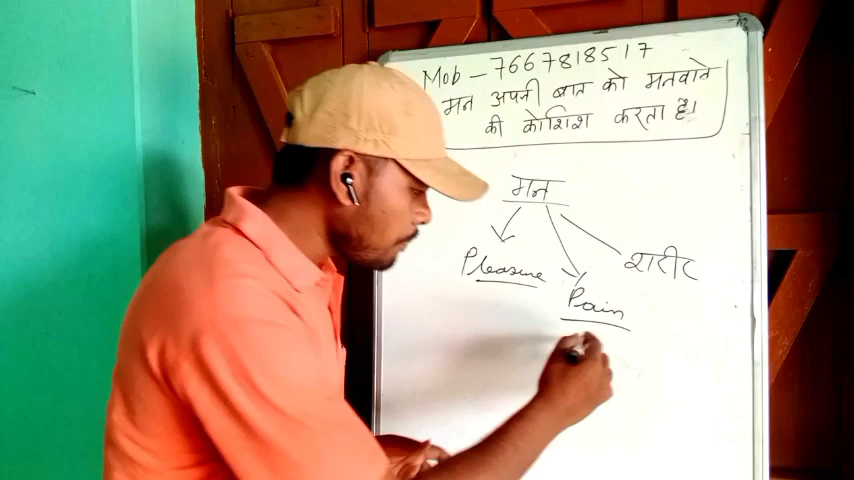 Mob - 7667818517
मन अपनी बात को मनवाने
की कोशिश करता है।
मन
Pleasure
शरीर
Pain